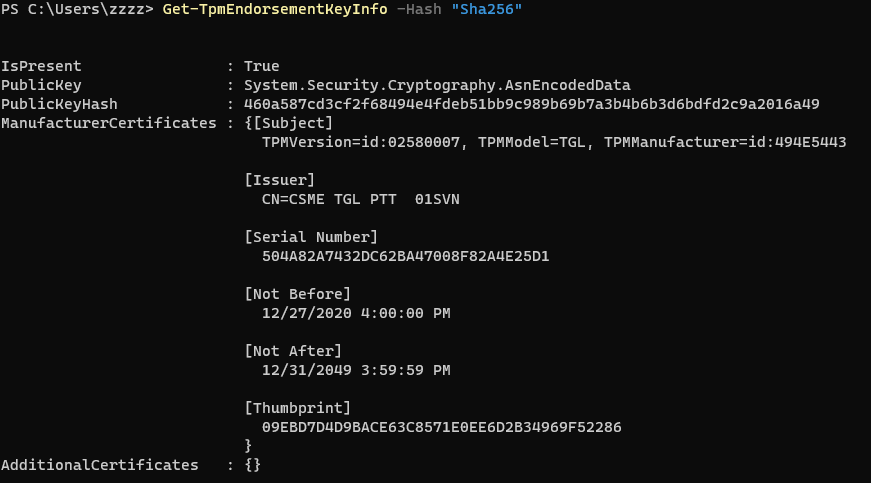 PS C:\Users\zzzz> Get-TpmEndorsementKeyInfo -Hash "Sha256"
IsPresent : True
PublicKey : System.Security.Cryptography.AsnEncodedData
PublicKeyHash : 460a587cd3cf2f68494e4fdeb51bb9c989b69b7a3b4b6b3d6bdfd2c9a2016a49
ManufacturerCertificates : {[Subject]
TPMVersion=id:02580007, TPMModel=TGL, TPMManufacturer=id:494E5443
[Issuer]
CN=CSME TGL PTT  01SVN
[Serial Number]
504A82A7432DC62BA47008F82A4E25D1
[Not Before]
12/27/2020 4:00:00 PM
[Not After]
12/31/2049 3:59:59 PM
[Thumbprint]
09EBD7D4D9BACE63C8571E0EE6D2B34969F52286
}
AdditionalCertificates : {}